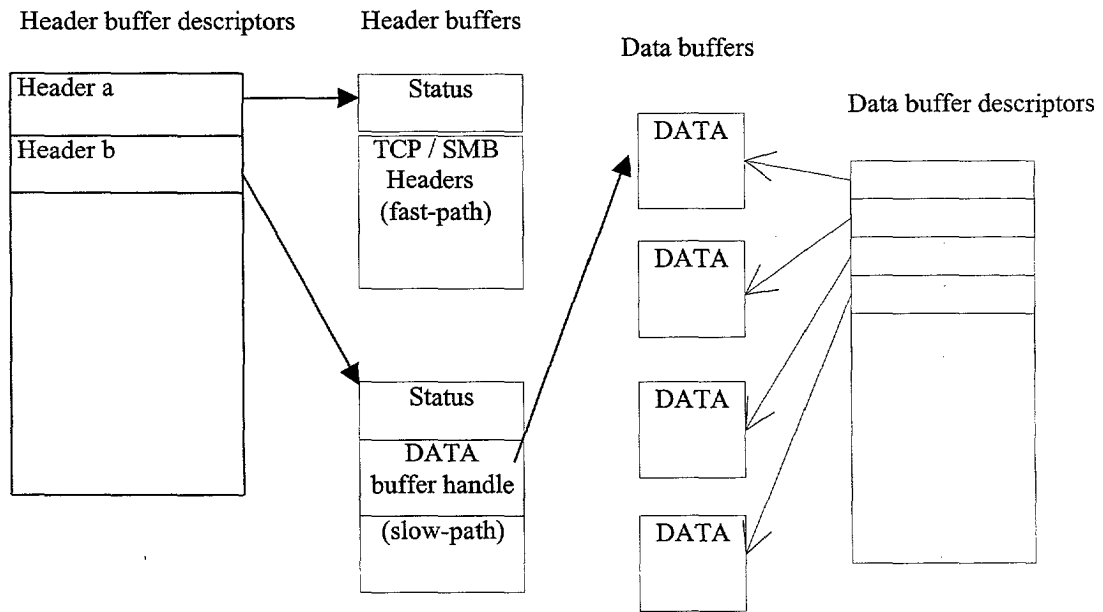 Header buffer descriptors
Header buffers
Data buffers
Data buffer descriptors
Header a
Header b
Status
TCP / SMB
Headers
(fast-path)
Status
DATA
buffer handle
(slow-path)
DATA
DATA
DATA
DATA